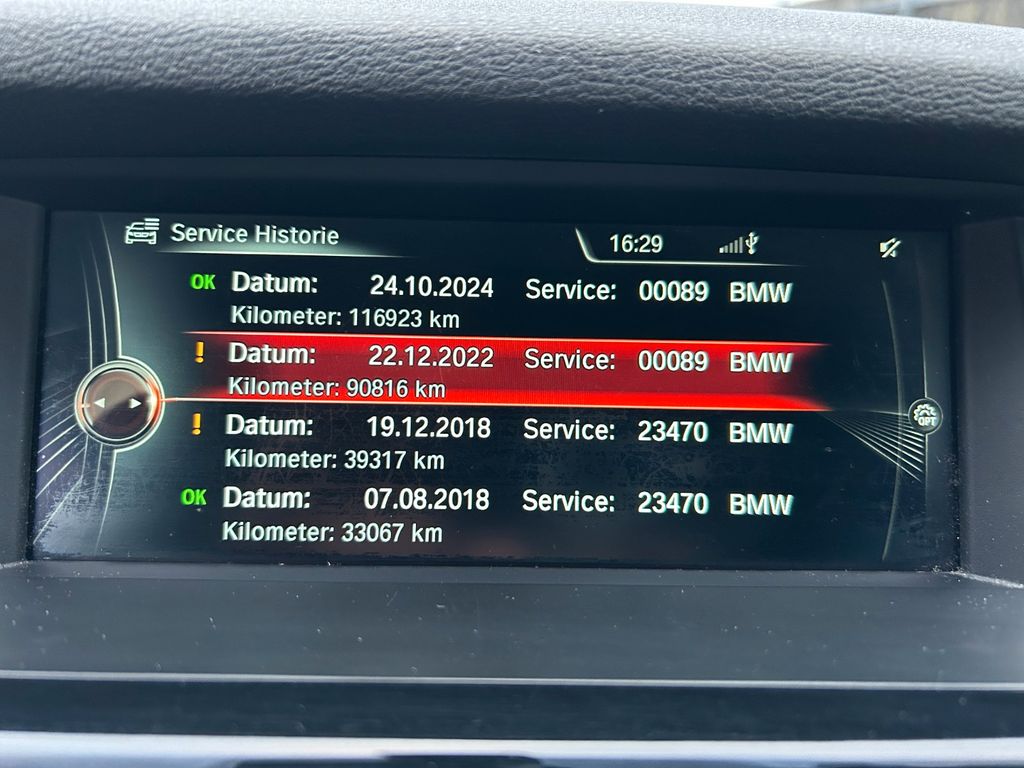 Service Historie
16:29
OK Datum: 24.10.2024 Service: 00089 BMW
Kilometer: 116923 km
! Datum: 22.12.2022 Service: 00089 BMW
Kilometer: 90816 km
! Datum: 19.12.2018 Service: 23470 BMW
Kilometer: 39317 km
OK Datum: 07.08.2018 Service: 23470 BMW
Kilometer: 33067 km
OPT